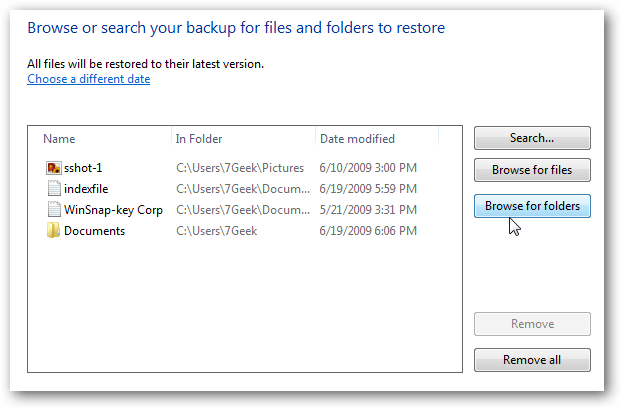 Browse or search your backup for files and folders to restore
All files will be restored to their latest version.
Choose a different date
Name In Folder Date modified
sshot-1 C:\Users\7Geek\Pictures 6/10/2009 3:00 PM
indexfile C:\Users\7Geek\Docum... 6/19/2009 5:59 PM
WinSnap-key Corp C:\Users\7Geek\Docum... 5/21/2009 3:31 PM
Documents C:\Users\7Geek 6/19/2009 6:06 PM
Search...
Browse for files
Browse for folders
Remove
Remove all